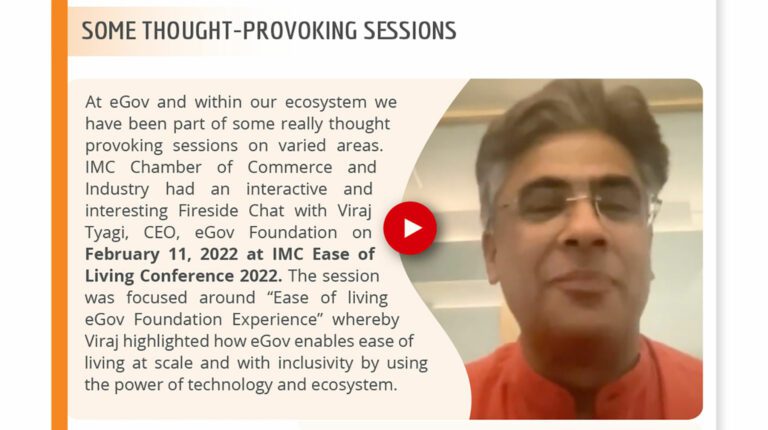 SOME THOUGHT-PROVOKING SESSIONS
At eGov and within our ecosystem we
have been part of some really thought
provoking sessions on varied areas.
IMC Chamber of Commerce and
Industry had an interactive and
interesting Fireside Chat with Viraj
Tyagi, CEO, eGov Foundation on
February 11, 2022 at IMC Ease of
Living Conference 2022. The session
was focused around “Ease of living
eGov Foundation Experience” whereby
Viraj highlighted how eGov enables ease of
living at scale and with inclusivity by using
the power of technology and ecosystem.